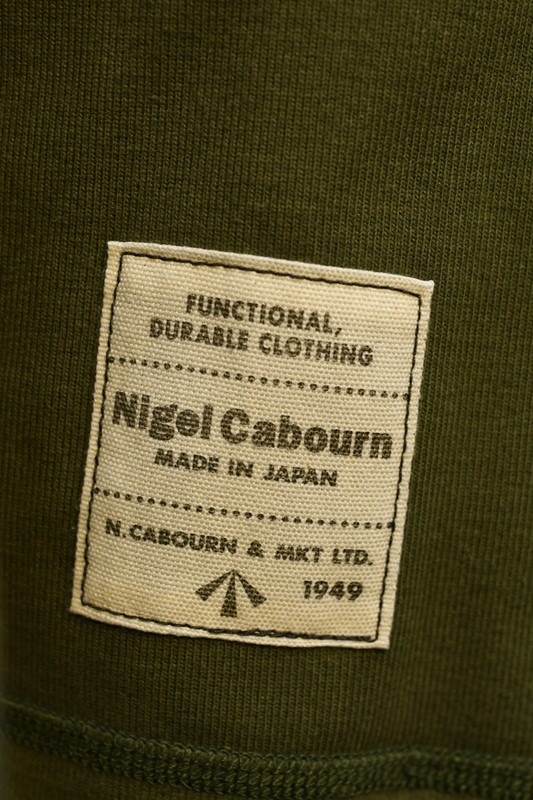 FUNCTIONAL,
DURABLE CLOTHING
Nigel Cabourn
MADE IN JAPAN
N. CABOURN & MKT LTD.
1949